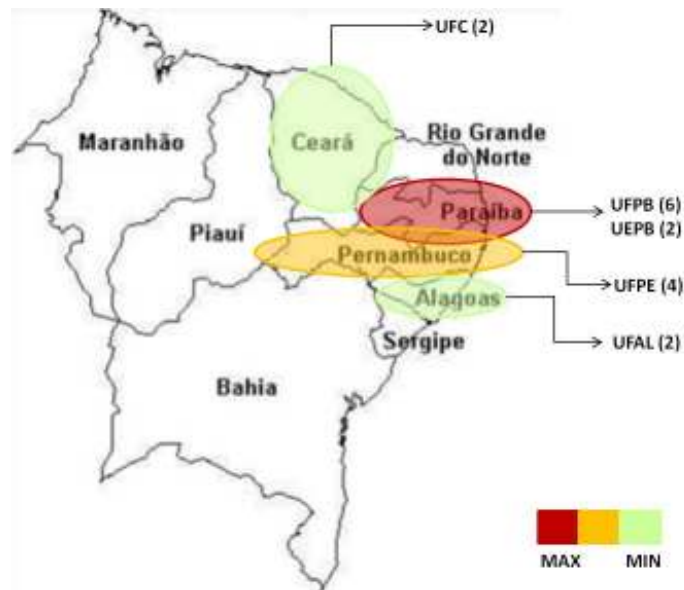 UFC (2)
Maranhão
Ceará
Rio Grande
do Norte
Piauí
Paraíba
UFPB (6)
UEPB (2)
Pernambuco
UFPE (4)
Alagoas
Sergipe
UFAL (2)
Bahia
MAX
MIN